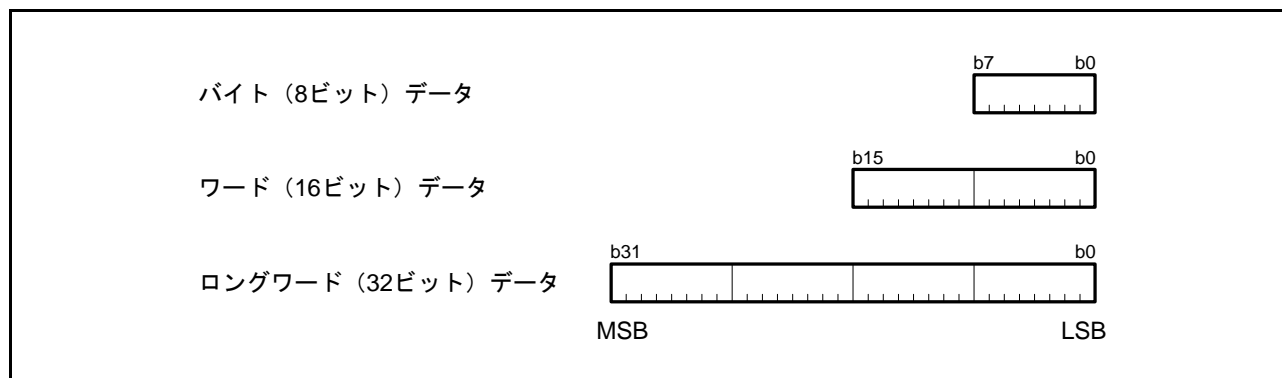 b7 b0
バイト（8ビット）データ
b15 b0
ワード（16ビット）データ
b31 b0
ロングワード（32ビット）データ
MSB LSB